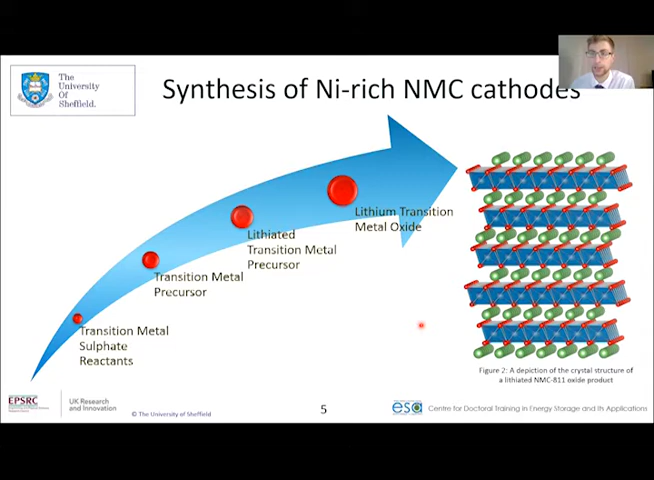 The
University
Of
Sheffield.
Synthesis of Ni-rich NMC cathodes
Lithium Transition
Metal Oxide
Lithiated
Transition Metal
Precursor
Transition Metal
Precursor
Transition Metal
Sulphate
Reactants
Figure 2: A depiction of the crystal structure of
a lithiated NMC-811 oxide product
EPSRC
UK Research
and Innovation
© The University of Sheffield
5
esa
Centre for Doctoral Training in Energy Storage and Its Applications